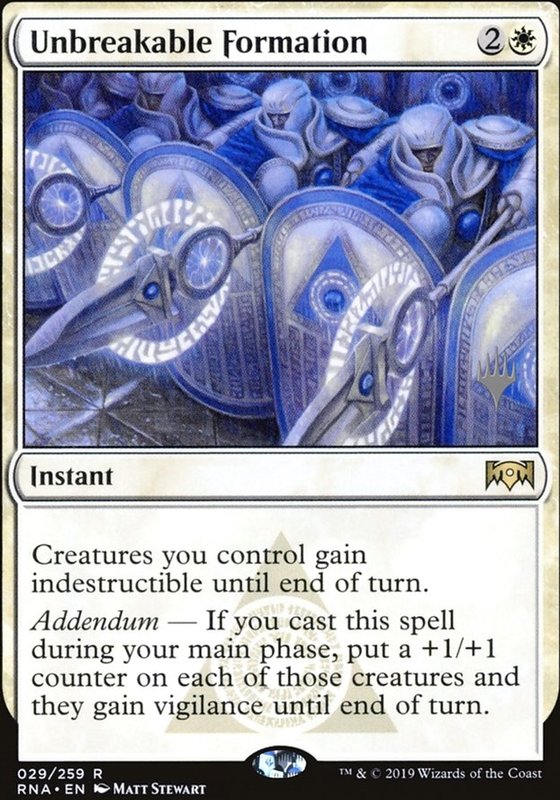 Unbreakable Formation 2
Instant
Creatures you control gain
indestructible until end of turn.
Addendum — If you cast this spell
during your main phase, put a +1/+1
counter on each of those creatures and
they gain vigilance until end of turn.
029/259 R
RNA • EN Matt Stewart
™ & © 2019 Wizards of the Coast